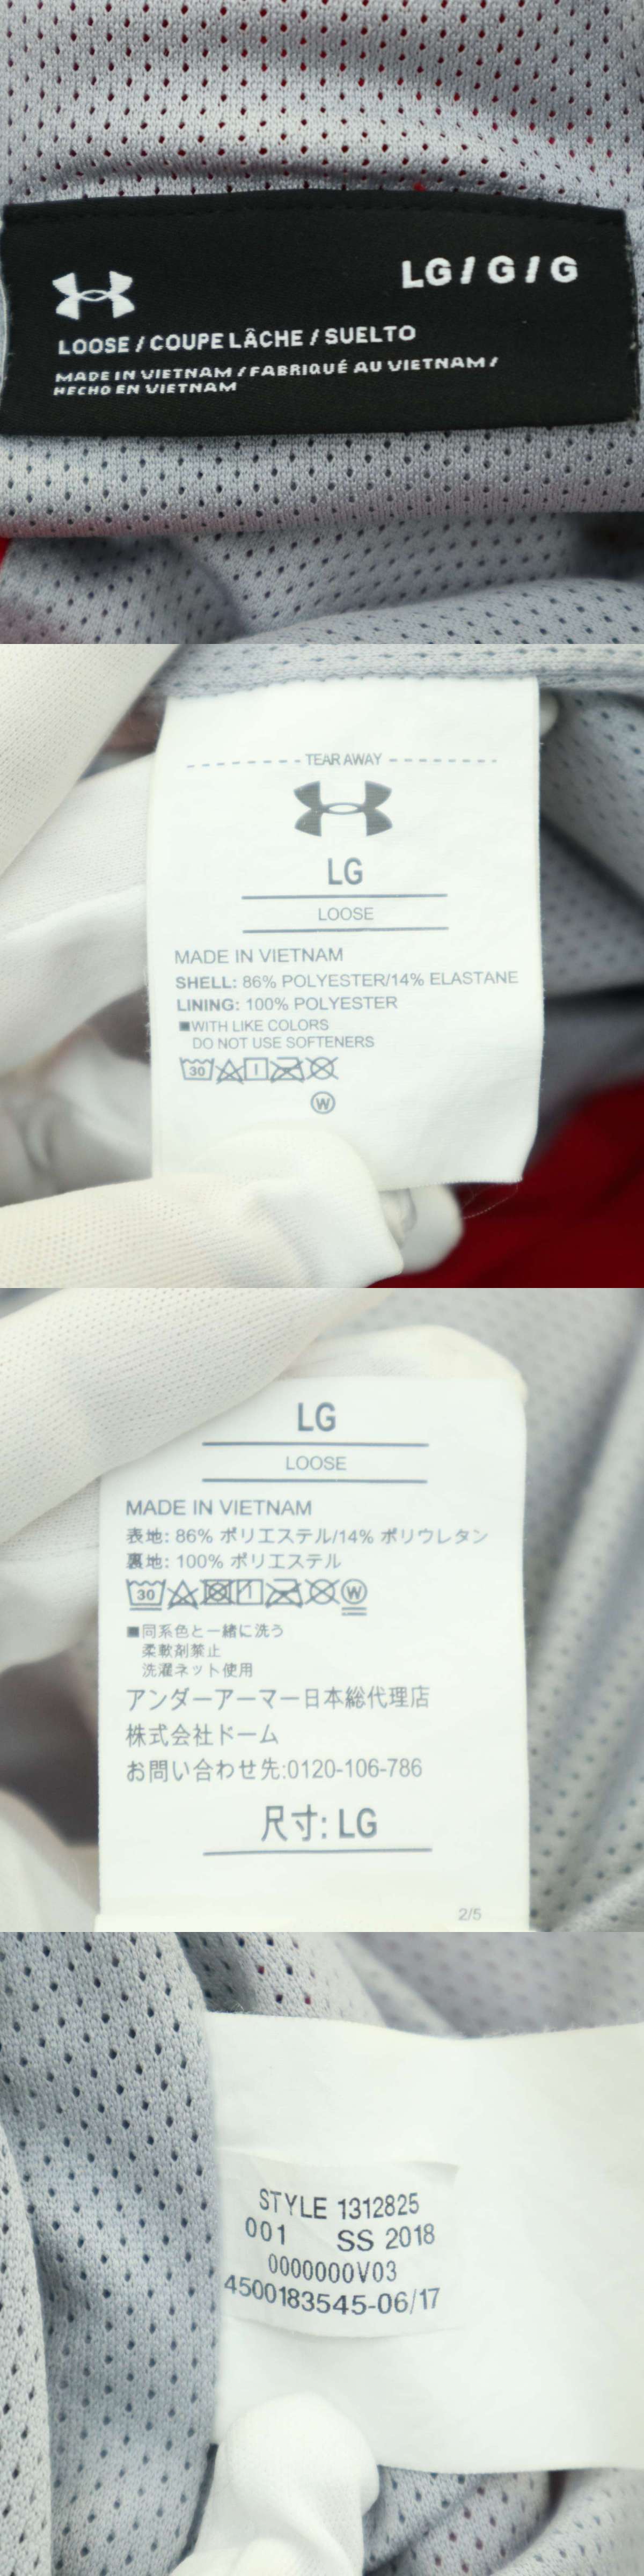 LG / G / G
LOOSE / COUPE LÂCHE / SUELTO
MADE IN VIETNAM / FABRIQUÉ AU VIETNAM /
HECHO EN VIETNAM
TEAR AWAY
LG
LOOSE
MADE IN VIETNAM
SHELL: 86% POLYESTER/14% ELASTANE
LINING: 100% POLYESTER
■WITH LIKE COLORS
DO NOT USE SOFTENERS
30
W
LG
LOOSE
MADE IN VIETNAM
表地: 86% ポリエステル/14% ポリウレタン
裏地: 100% ポリエステル
30 W
■同系色と一緒に洗う
柔軟剤禁止
洗濯ネット使用
アンダーアーマー日本総代理店
株式会社ドーム
お問い合わせ先:0120-106-786
尺寸: LG
2/5
STYLE 1312825
001 SS 2018
0000000V03
4500183545-06/17